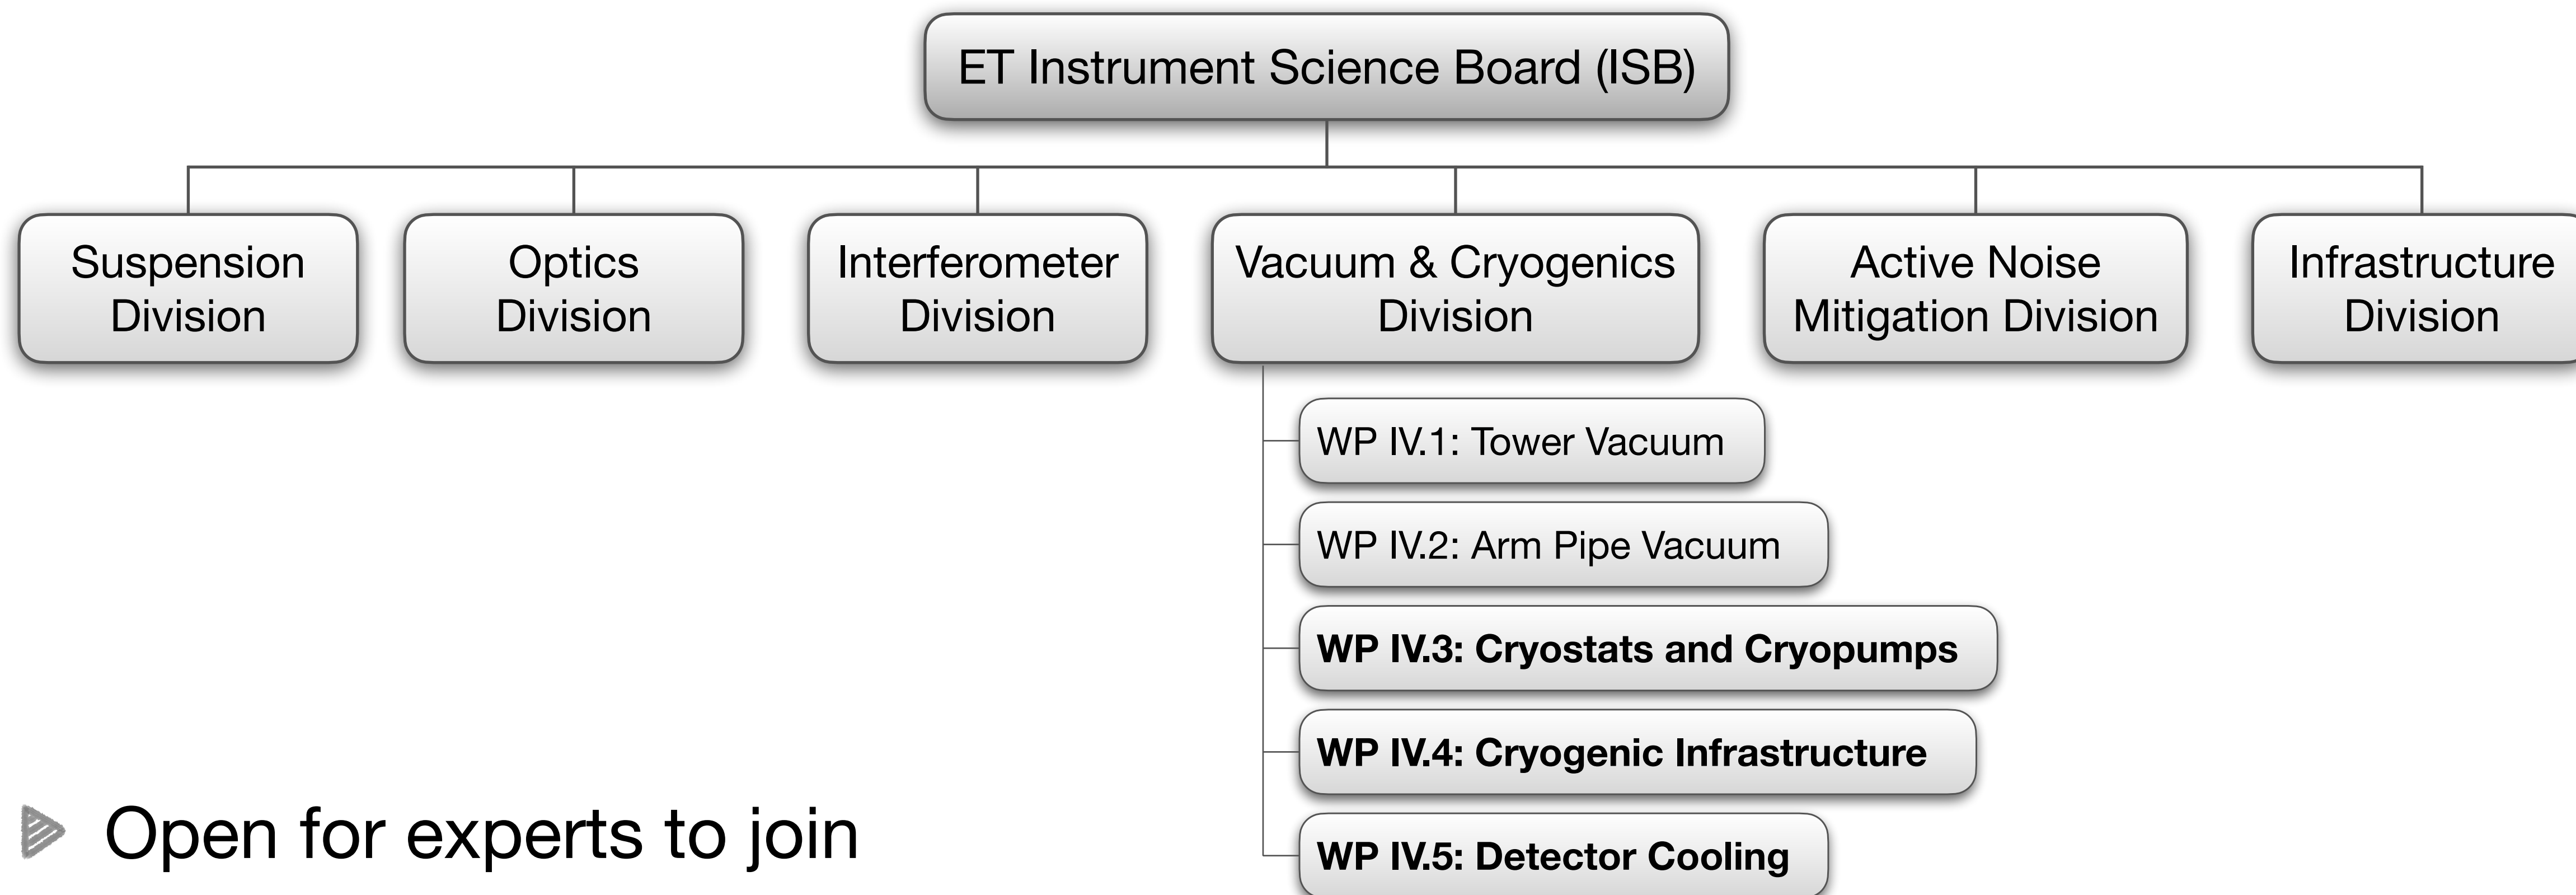 ET Instrument Science Board (ISB)
Suspension
Division
Optics
Division
Interferometer
Division
Vacuum & Cryogenics
Division
Active Noise
Mitigation Division
Infrastructure
Division
WP IV.1: Tower Vacuum
WP IV.2: Arm Pipe Vacuum
WP IV.3: Cryostats and Cryopumps
WP IV.4: Cryogenic Infrastructure
WP IV.5: Detector Cooling
Open for experts to join